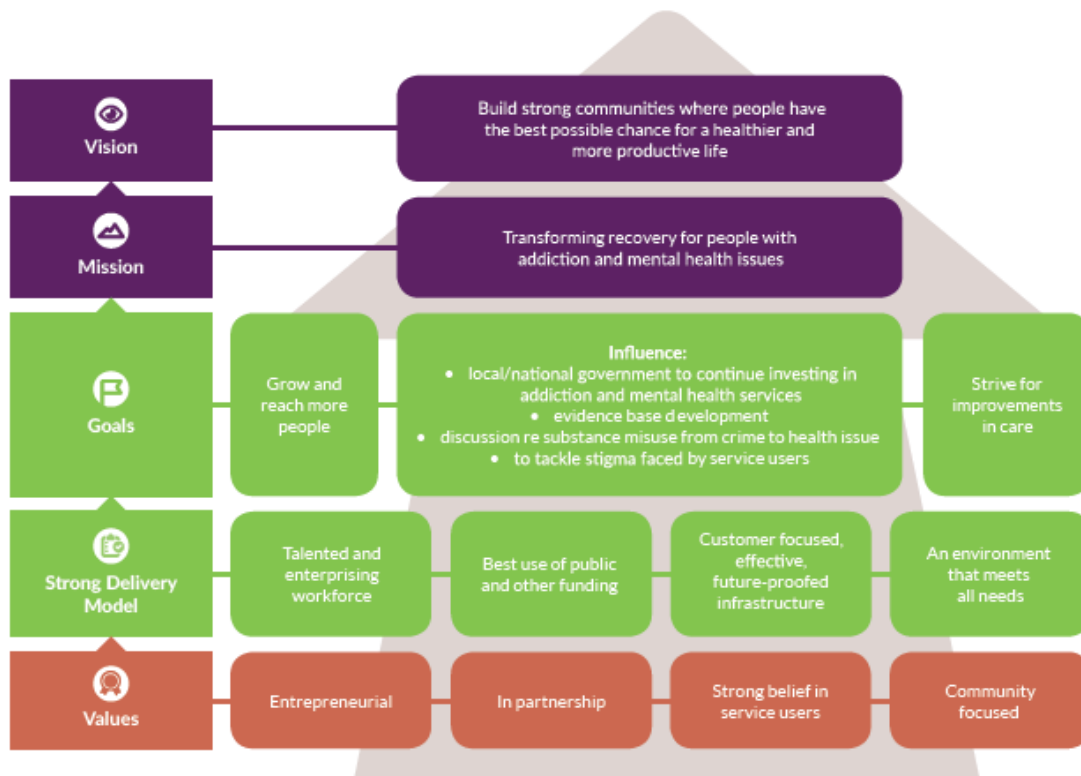 Vision
Build strong communities where people have
the best possible chance for a healthier and
more productive life
Mission
Transforming recovery for people with
addiction and mental health issues
Goals
Grow and
reach more
people
Influence:
• local/national government to continue investing in
addiction and mental health services
• evidence base development
• discussion re substance misuse from crime to health issue
• to tackle stigma faced by service users
Strive for
improvements
in care
Strong Delivery
Model
Talented and
enterprising
workforce
Best use of public
and other funding
Customer focused,
effective,
future-proofed
infrastructure
An environment
that meets
all needs
Values
Entrepreneurial
In partnership
Strong belief in
service users
Community
focused